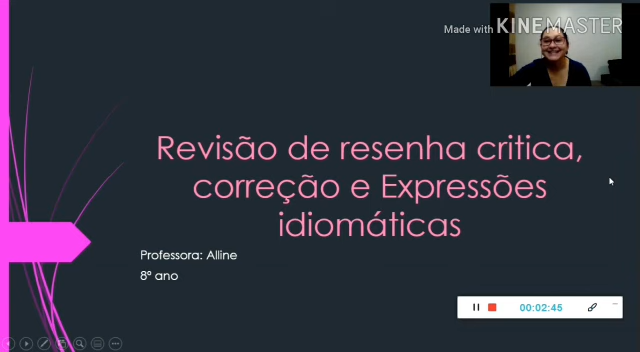 Made with KINEMASTER
Revisão de resenha critica,
correção e Expressões
idiomáticas
Professora: Alline
8º ano
00:02:45